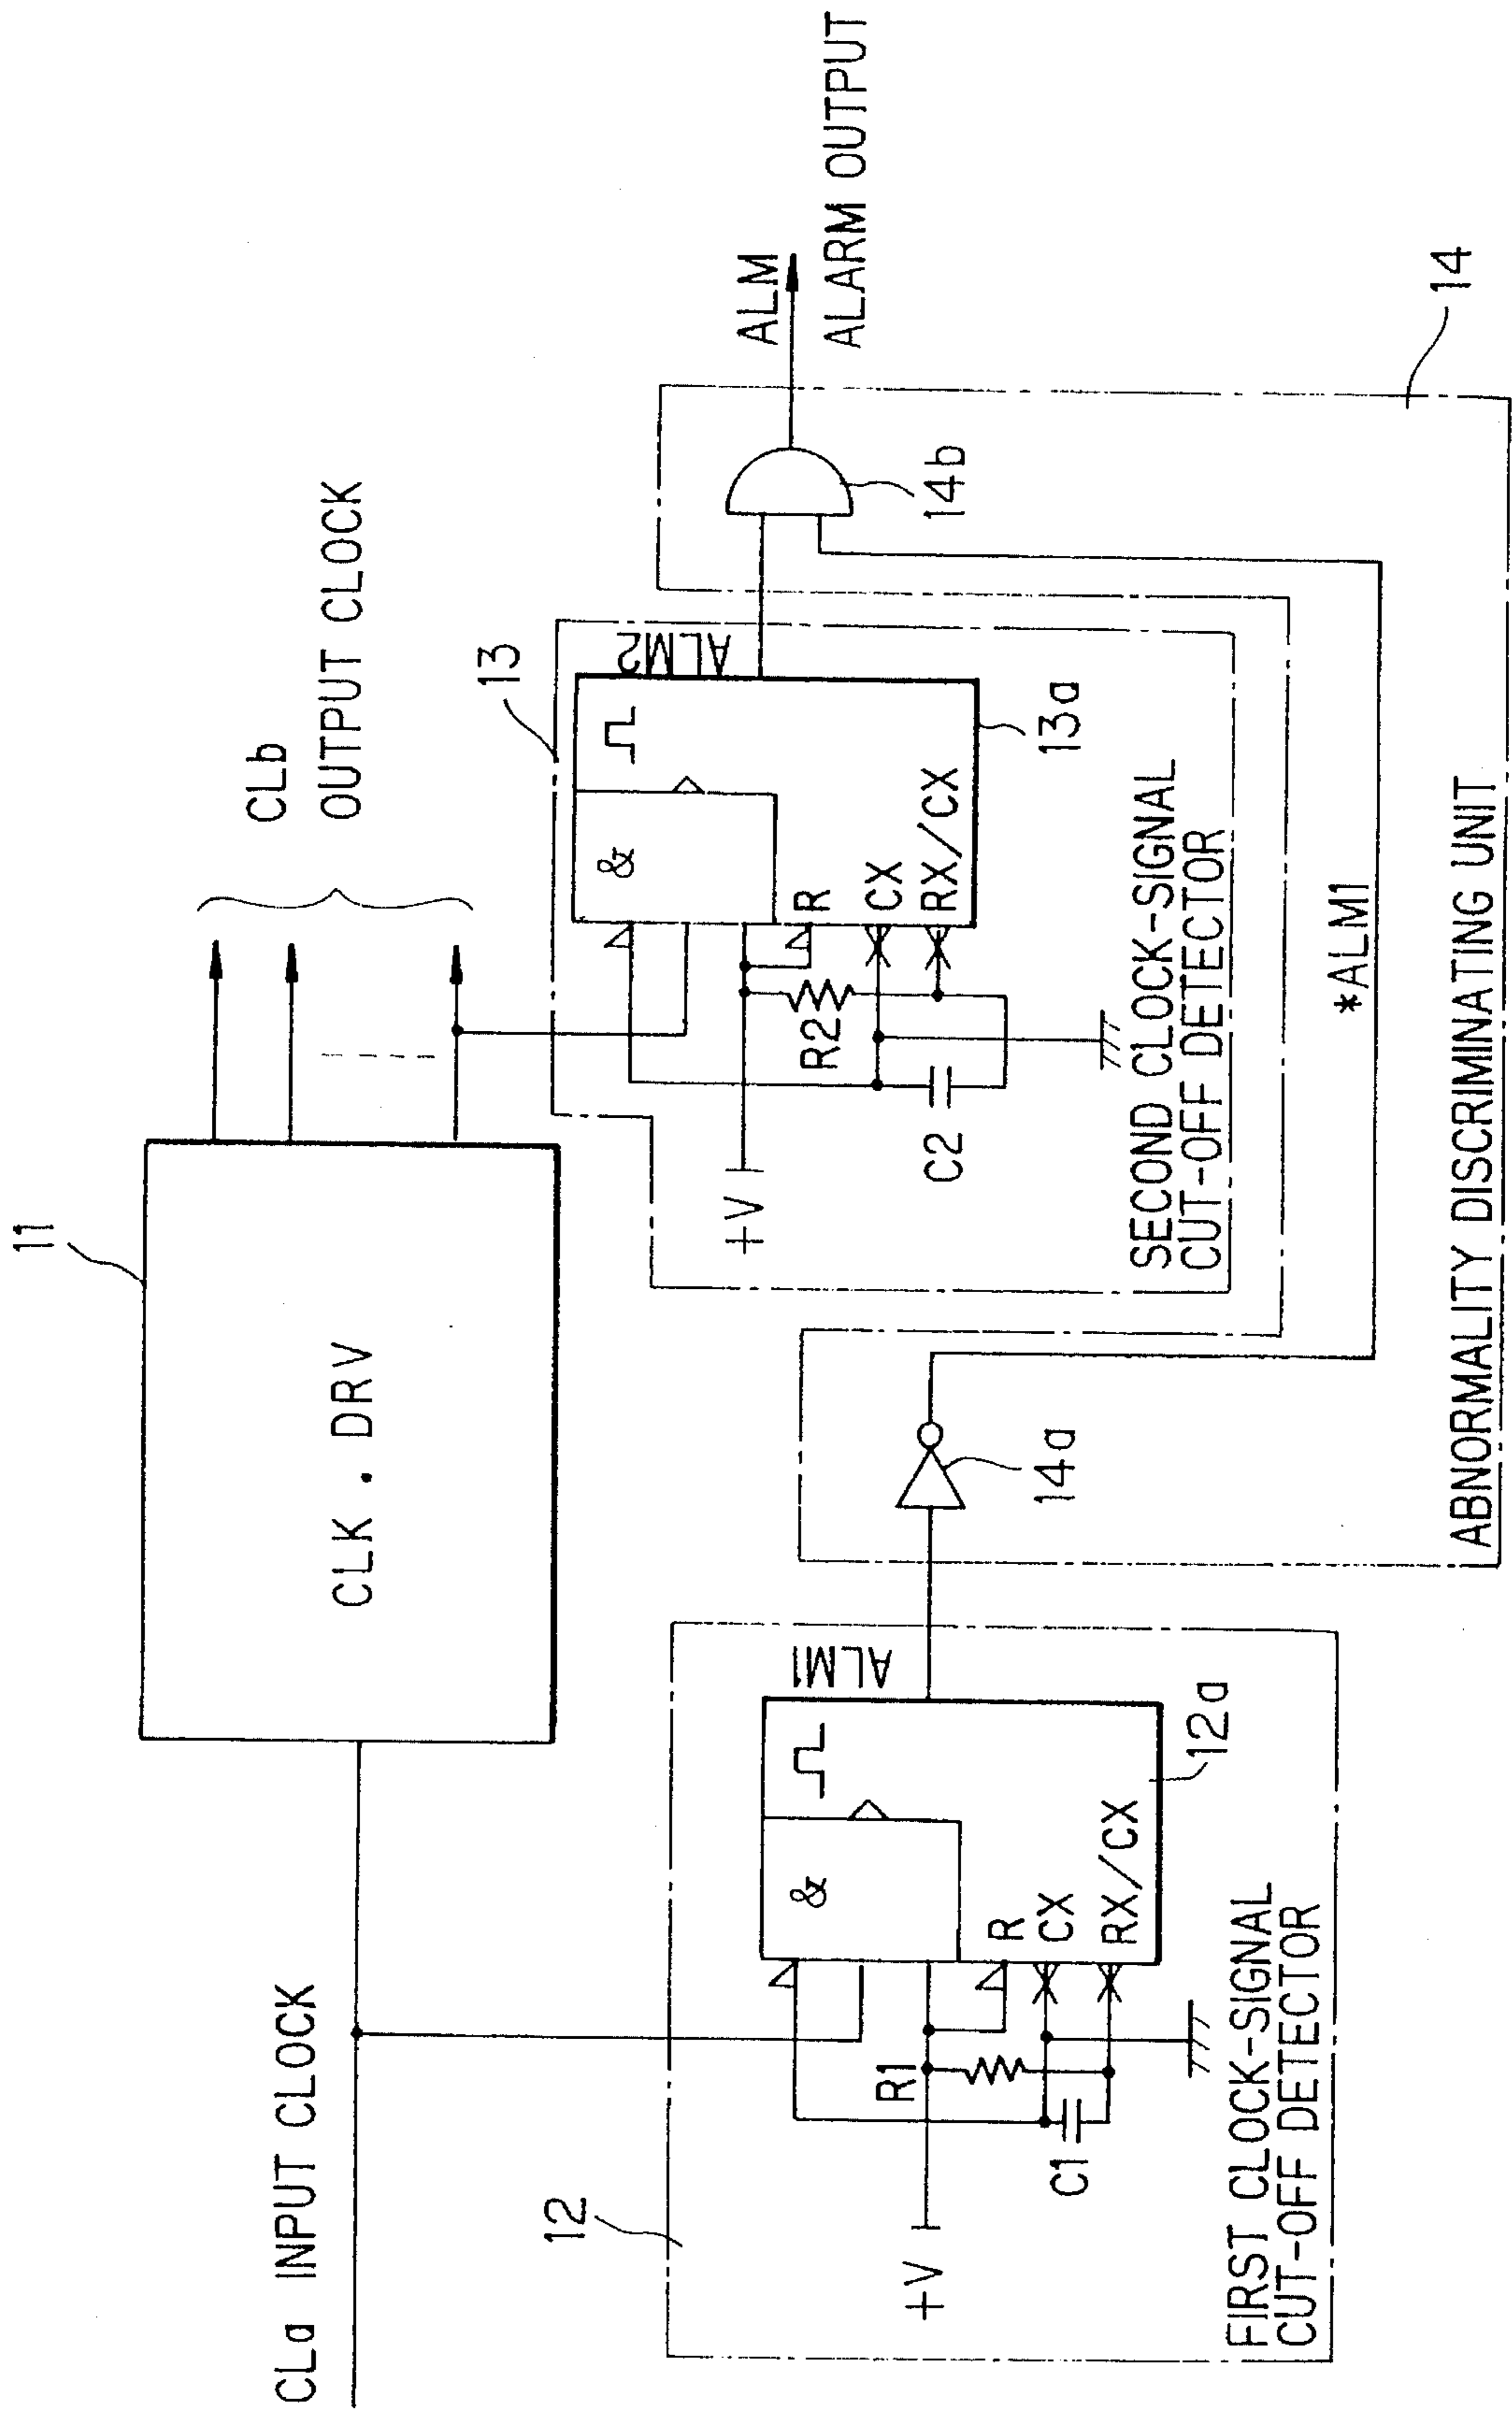 CLa INPUT CLOCK
11
CLK . DRV
CLb
OUTPUT CLOCK
12
+V
R1
C1
&
R
CX
RX/CX
12a
ALM1
FIRST CLOCK-SIGNAL
CUT-OFF DETECTOR
14a
13
+V
R2
C2
&
R
CX
RX/CX
13a
ALM2
SECOND CLOCK-SIGNAL
CUT-OFF DETECTOR
*ALM1
14b
ALM
ALARM OUTPUT
14
ABNORMALITY DISCRIMINATING UNIT